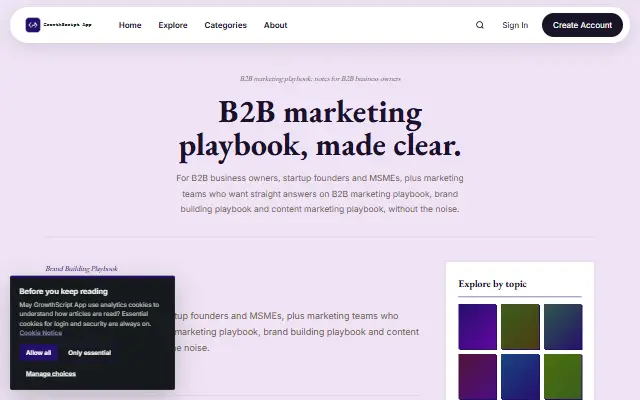 GrowthScript App
Home
Explore
Categories
About
Sign In
Create Account
B2B marketing playbook: notes for B2B business owners
B2B marketing
playbook, made clear.
For B2B business owners, startup founders and MSMEs, plus marketing
teams who want straight answers on B2B marketing playbook, brand
building playbook and content marketing playbook, without the noise.
Brand Building Playbook
founders and MSMEs, plus marketing teams who
marketing playbook, brand building playbook and content
noise.
Explore by topic
Before you keep reading
May GrowthScript App use analytics cookies to
understand how articles are read? Essential
cookies for login and security are always on.
Cookie Notice
Allow all
Only essential
Manage choices